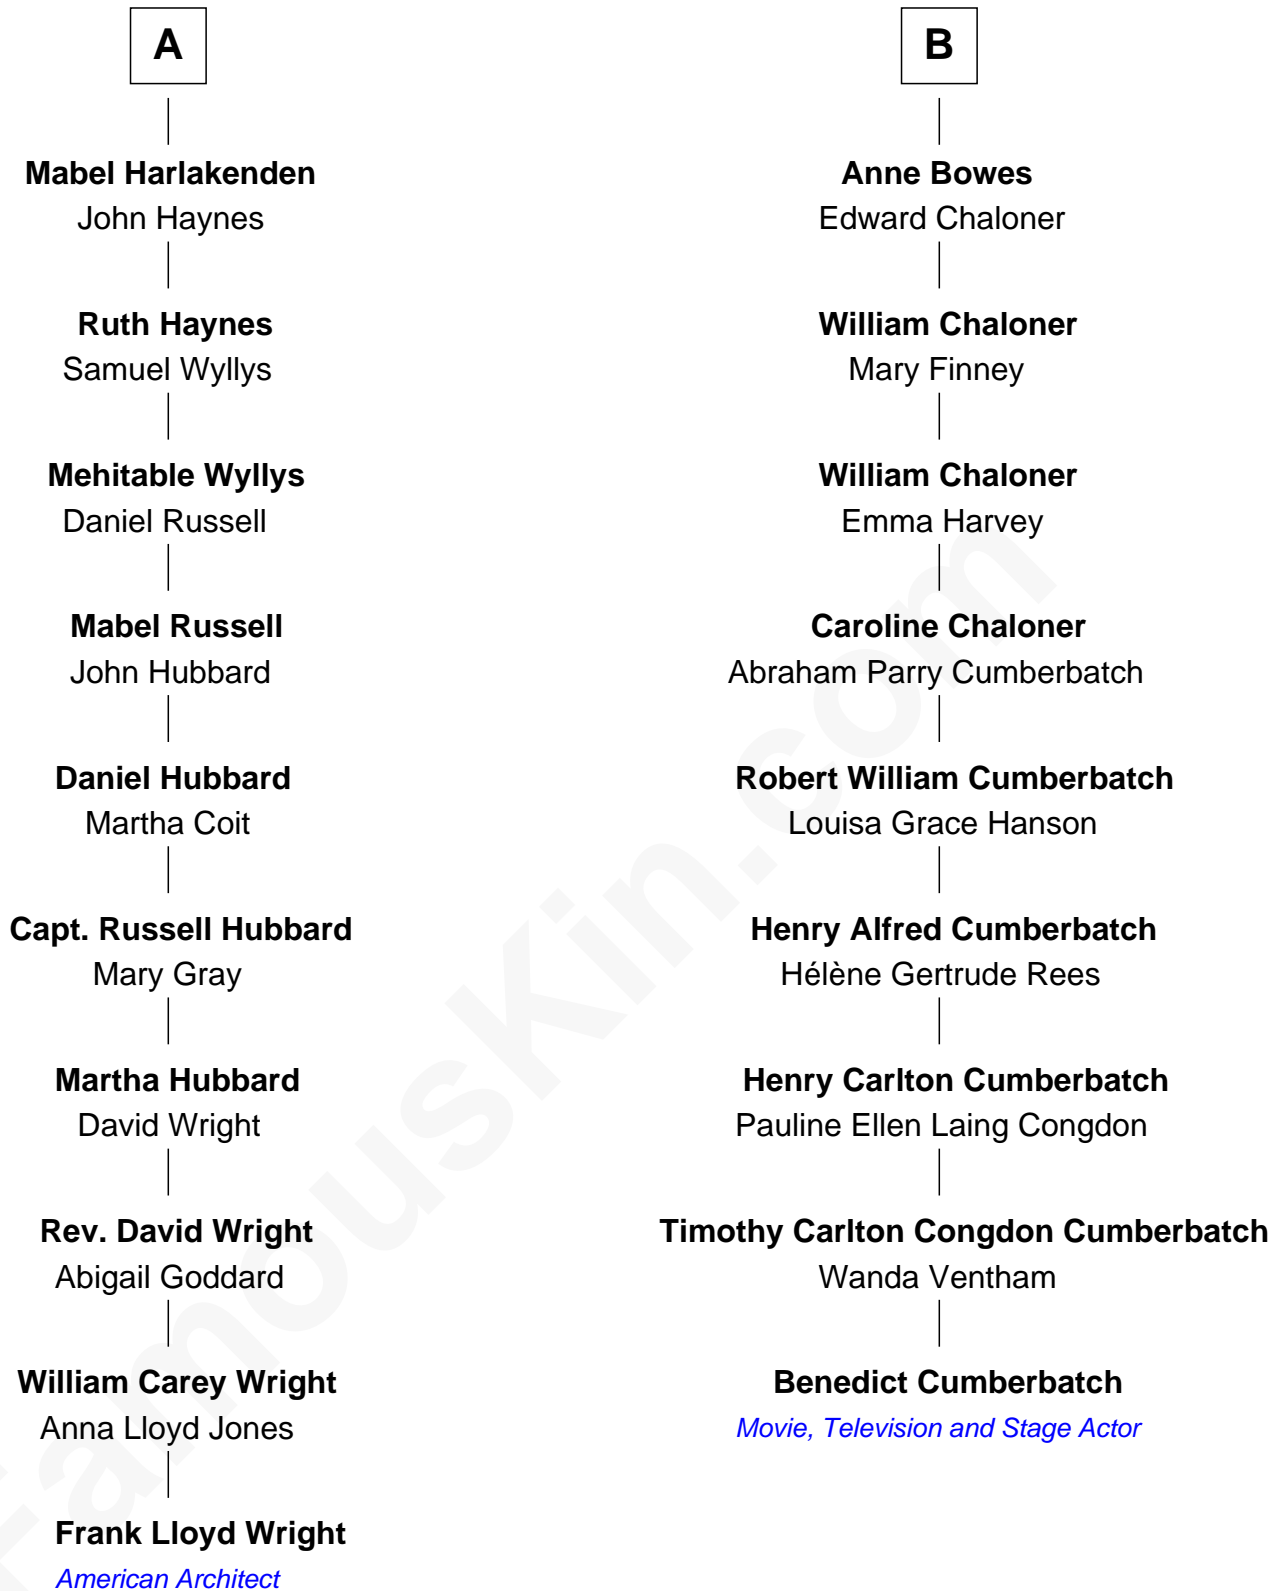 A
Mabel Harlakenden
John Haynes
Ruth Haynes
Samuel Wyllys
Mehitable Wyllys
Daniel Russell
Mabel Russell
John Hubbard
Daniel Hubbard
Martha Coit
Capt. Russell Hubbard
Mary Gray
Martha Hubbard
David Wright
Rev. David Wright
Abigail Goddard
William Carey Wright
Anna Lloyd Jones
Frank Lloyd Wright
American Architect
B
Anne Bowes
Edward Chaloner
William Chaloner
Mary Finney
William Chaloner
Emma Harvey
Caroline Chaloner
Abraham Parry Cumberbatch
Robert William Cumberbatch
Louisa Grace Hanson
Henry Alfred Cumberbatch
Hélène Gertrude Rees
Henry Carlton Cumberbatch
Pauline Ellen Laing Congdon
Timothy Carlton Congdon Cumberbatch
Wanda Ventham
Benedict Cumberbatch
Movie, Television and Stage Actor
FamousKin.com